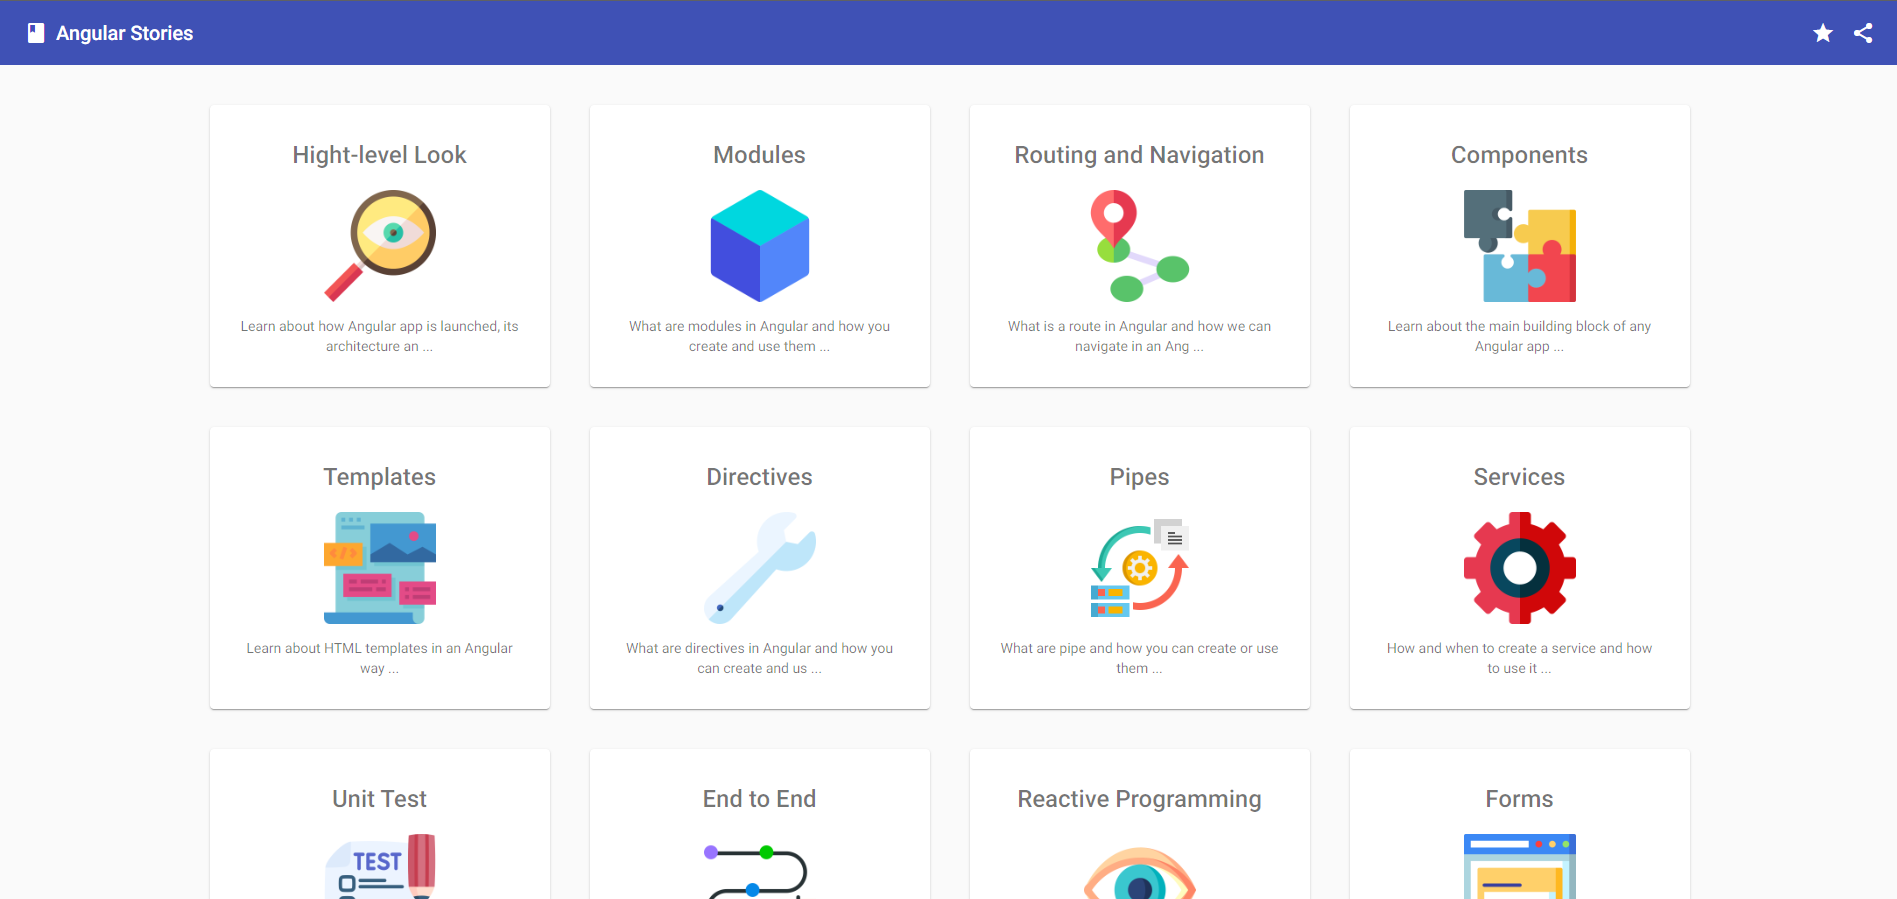 Angular Stories
Hight-level Look
Learn about how Angular app is launched, its
architecture an ...
Modules
What are modules in Angular and how you
create and use them ...
Routing and Navigation
What is a route in Angular and how we can
navigate in an Ang ...
Components
Learn about the main building block of any
Angular app ...
Templates
</>
Learn about HTML templates in an Angular
way ...
Directives
What are directives in Angular and how you
can create and us ...
Pipes
What are pipe and how you can create or use
them ...
Services
How and when to create a service and how
to use it ...
Unit Test
TEST
End to End
Reactive Programming
Forms